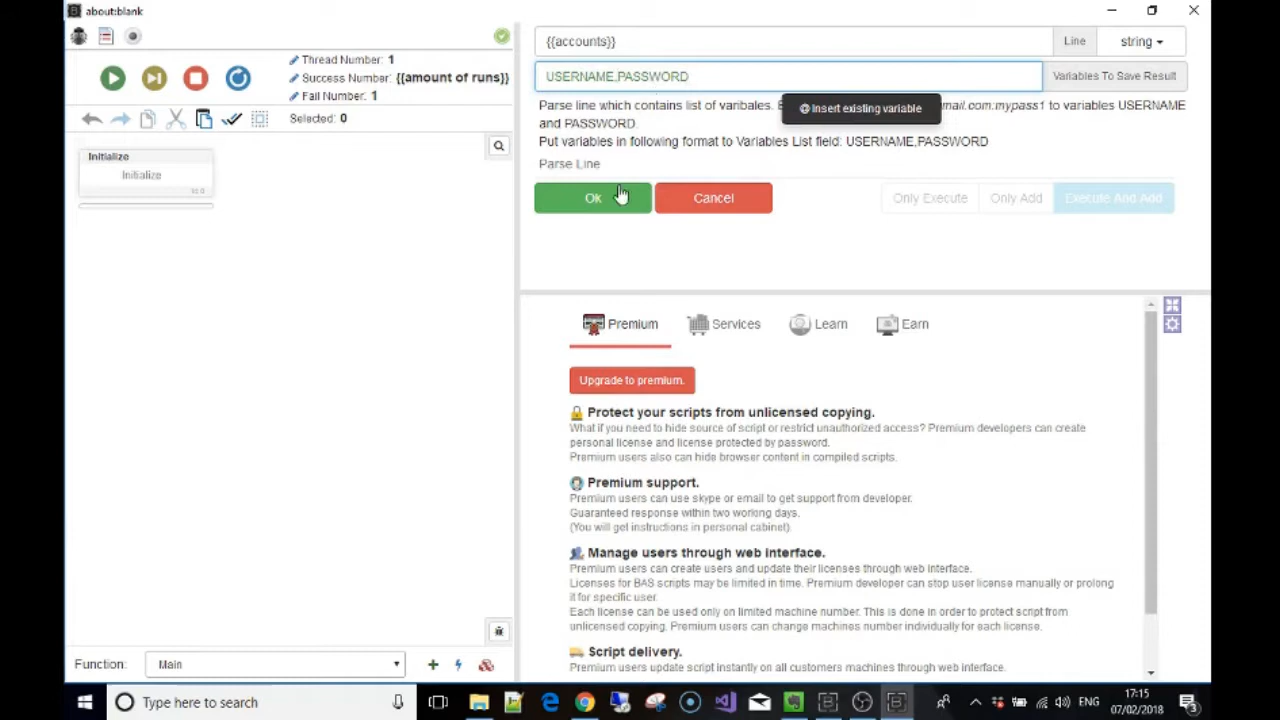 about:blank
Thread Number: 1
Success Number: {{amount of runs}}
Fail Number: 1
Selected: 0
Initialize
Initialize
{{accounts}}
Line
string
USERNAME,PASSWORD
Variables To Save Result
Insert existing variable
Parse line which contains list of varibales. mail.com:mypass1 to variables USERNAME
and PASSWORD.
Put variables in following format to Variables List field: USERNAME,PASSWORD
Parse Line
Ok
Cancel
Only Execute
Only Add
Execute And Add
Premium
Services
Learn
Earn
Upgrade to premium.
Protect your scripts from unlicensed copying.
What if you need to hide source of script or restrict unauthorized access? Premium developers can create
personal license and license protected by password.
Premium users also can hide browser content in compiled scripts.
Premium support.
Premium users can use skype or email to get support from developer.
Guaranteed response within two working days.
(You will get instructions in personal cabinet).
Manage users through web interface.
Premium users can create users and update their licenses through web interface.
Licenses for BAS scripts may be limited in time. Premium developer can stop user license manually or prolong
it for specific user.
Each license can be used only on limited machine number. This is done in order to protect script from
unlicensed copying. Premium users can change machines number individually for each license.
Script delivery.
Premium users update script instantly on all customers machines through web interface.
Function:
Main
Type here to search
ENG
17:15
07/02/2018
3